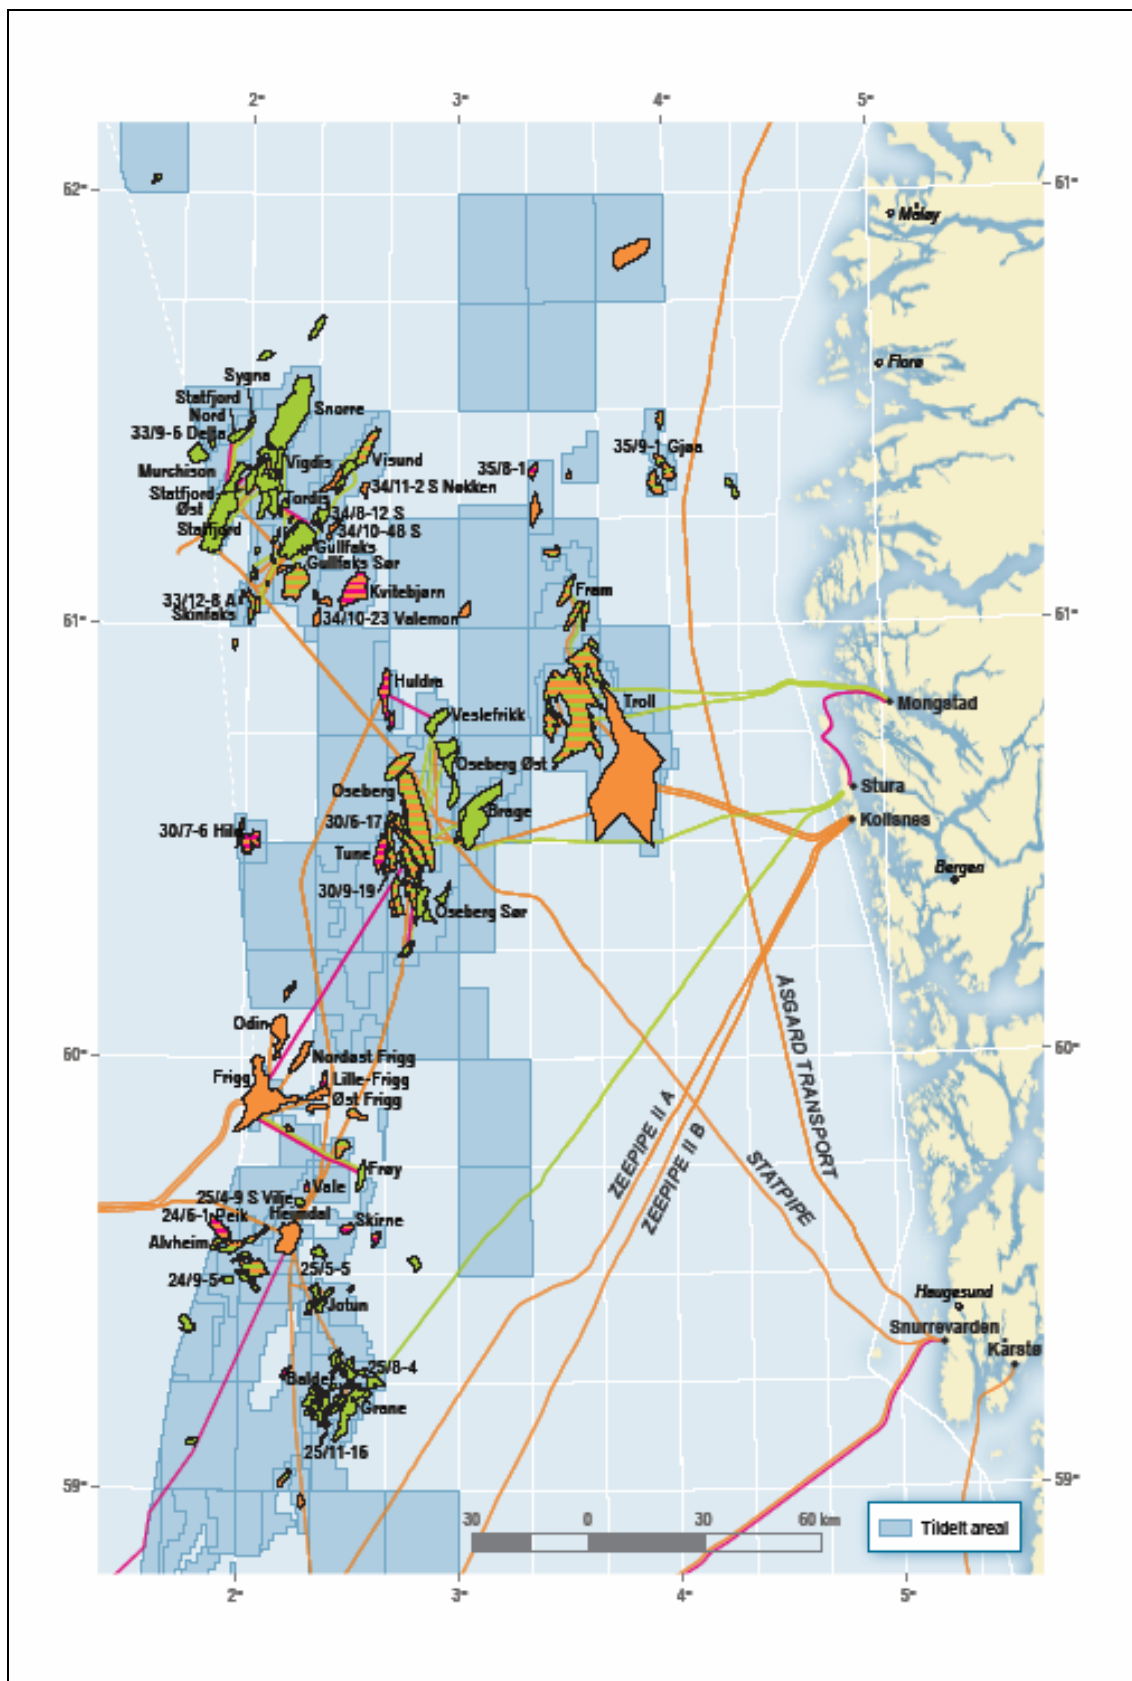 2° 3° 4° 5°
62° 61°
Måløy
Florø
Sygna
Statfjord
Nord
Snorre
33/9-6 Delta
Murchison
Vigdis
Visund
35/9-1 Gjøa
35/8-1
Statfjord
Øst
Tordis
34/11-2 S Nøkken
34/8-12 S
34/10-48 S
Statfjord
Gullfaks
Gullfaks Sør
Kvitebjørn
Fram
33/12-8 A
Skinfaks
34/10-23 Valemon
61° 61°
Huldra
Veslefrikk
Troll
Mongstad
Oseberg Øst
Oseberg
Stura
Brage
30/6-17
Kollsnes
30/7-6 Hild
Tune
Bergen
30/9-19
Oseberg Sør
ÅSGARD TRANSPORT
Odin
60° 60°
Nordøst Frigg
Frigg
Lille-Frigg
Øst Frigg
ZEEPIPE II A
ZEEPIPE II B
STATPIPE
Frøy
Vale
25/4-9 S Vilje
24/6-1 Peik
Heimdal
Skirne
Alvheim
25/5-5
24/9-5
Jotun
Haugesund
Snurrevarden
Kårstø
25/8-4
Balder
Grane
25/11-16
59° 59°
30 0 30 60 km
Tildelt areal
2° 3° 4° 5°